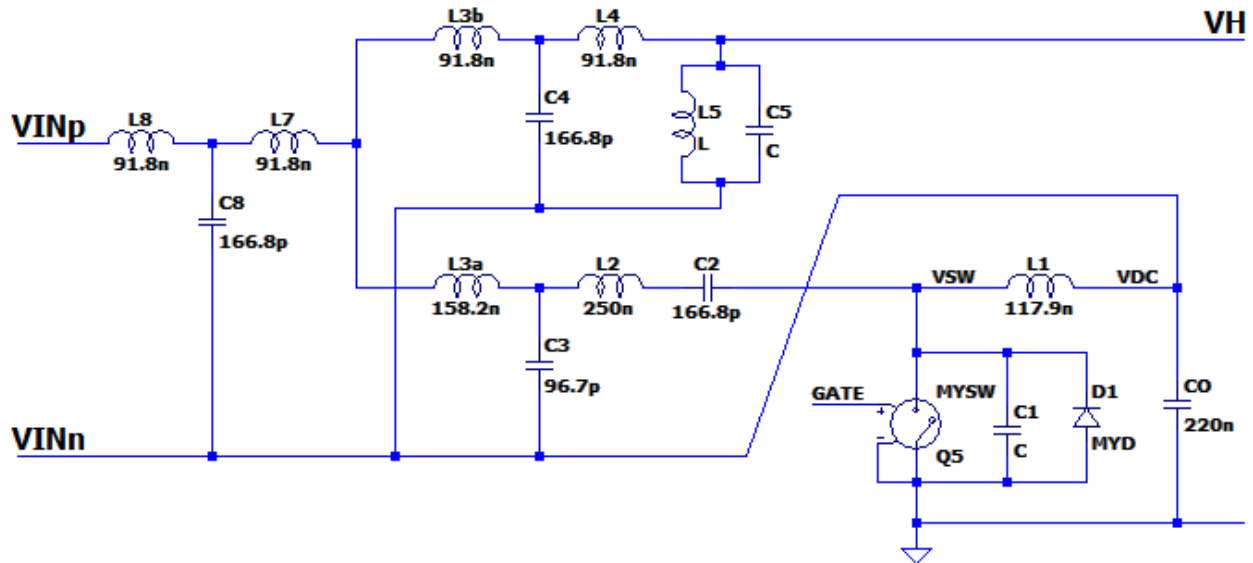 L3b
91.8n
L4
91.8n
VH
C4
166.8p
L5
L
C5
C
VINp
L8
91.8n
L7
91.8n
C8
166.8p
L3a
158.2n
L2
250n
C2
166.8p
VSW
L1
117.9n
VDC
C3
96.7p
GATE
+
-
MYSW
Q5
C1
C
D1
MYD
CO
220n
VINn